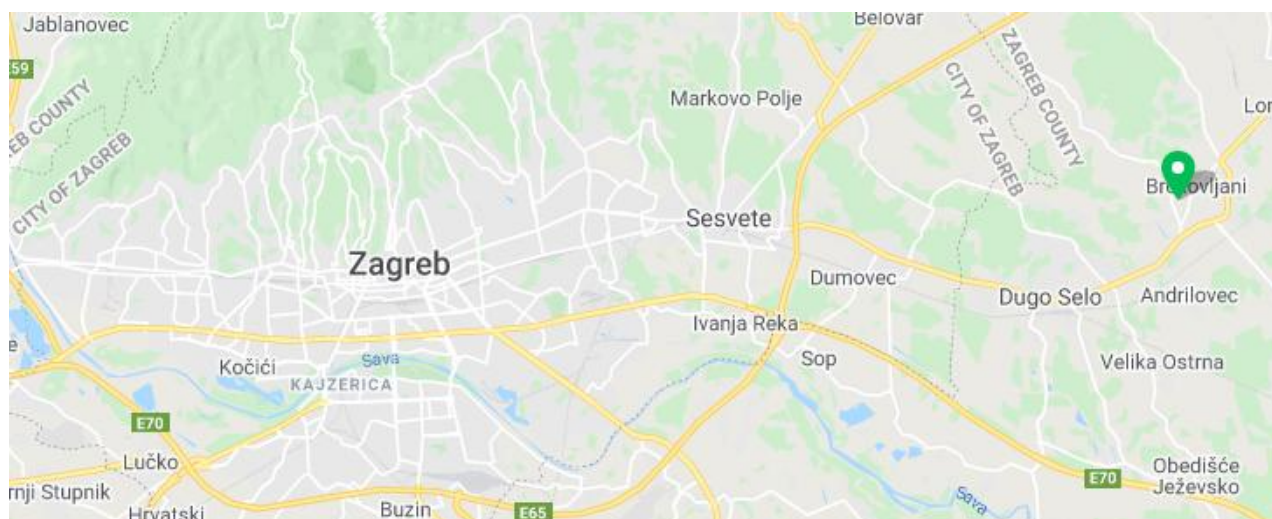 Jablanovec
Belovar
E59
ZAGREB COUNTY
Markovo Polje
CITY OF ZAGREB
Lor
REB COUNTY
CITY OF ZAGREB
Sesvete
Zagreb
Dumovec
Dugo Selo
Andrilovec
Ivanja Reka
Kočići
Sava
Sop
Velika Ostrna
KAJZERICA
E70
Lučko
E70
Obedišće
Ježevsko
rnji Stupnik
Hrvatski
Buzin
E65
Sava